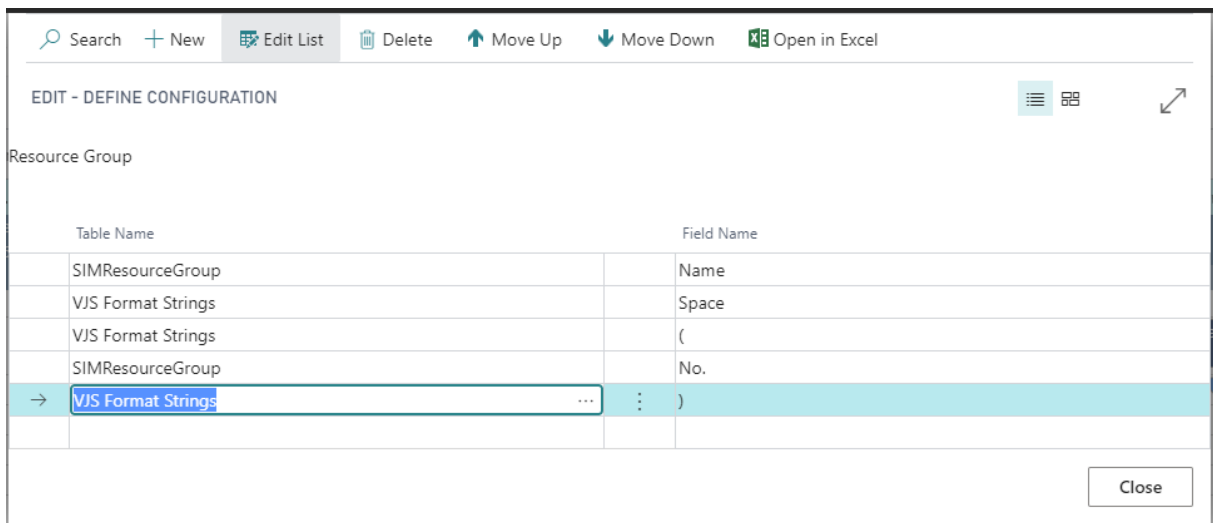 Search New Edit List Delete Move Up Move Down Open in Excel
EDIT - DEFINE CONFIGURATION
Resource Group
Table Name Field Name
SIMResourceGroup Name
VJS Format Strings Space
VJS Format Strings (
SIMResourceGroup No.
VJS Format Strings )
Close